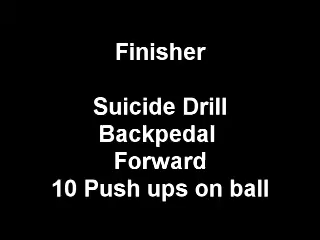 Finisher
Suicide Drill
Backpedal
Forward
10 Push ups on ball